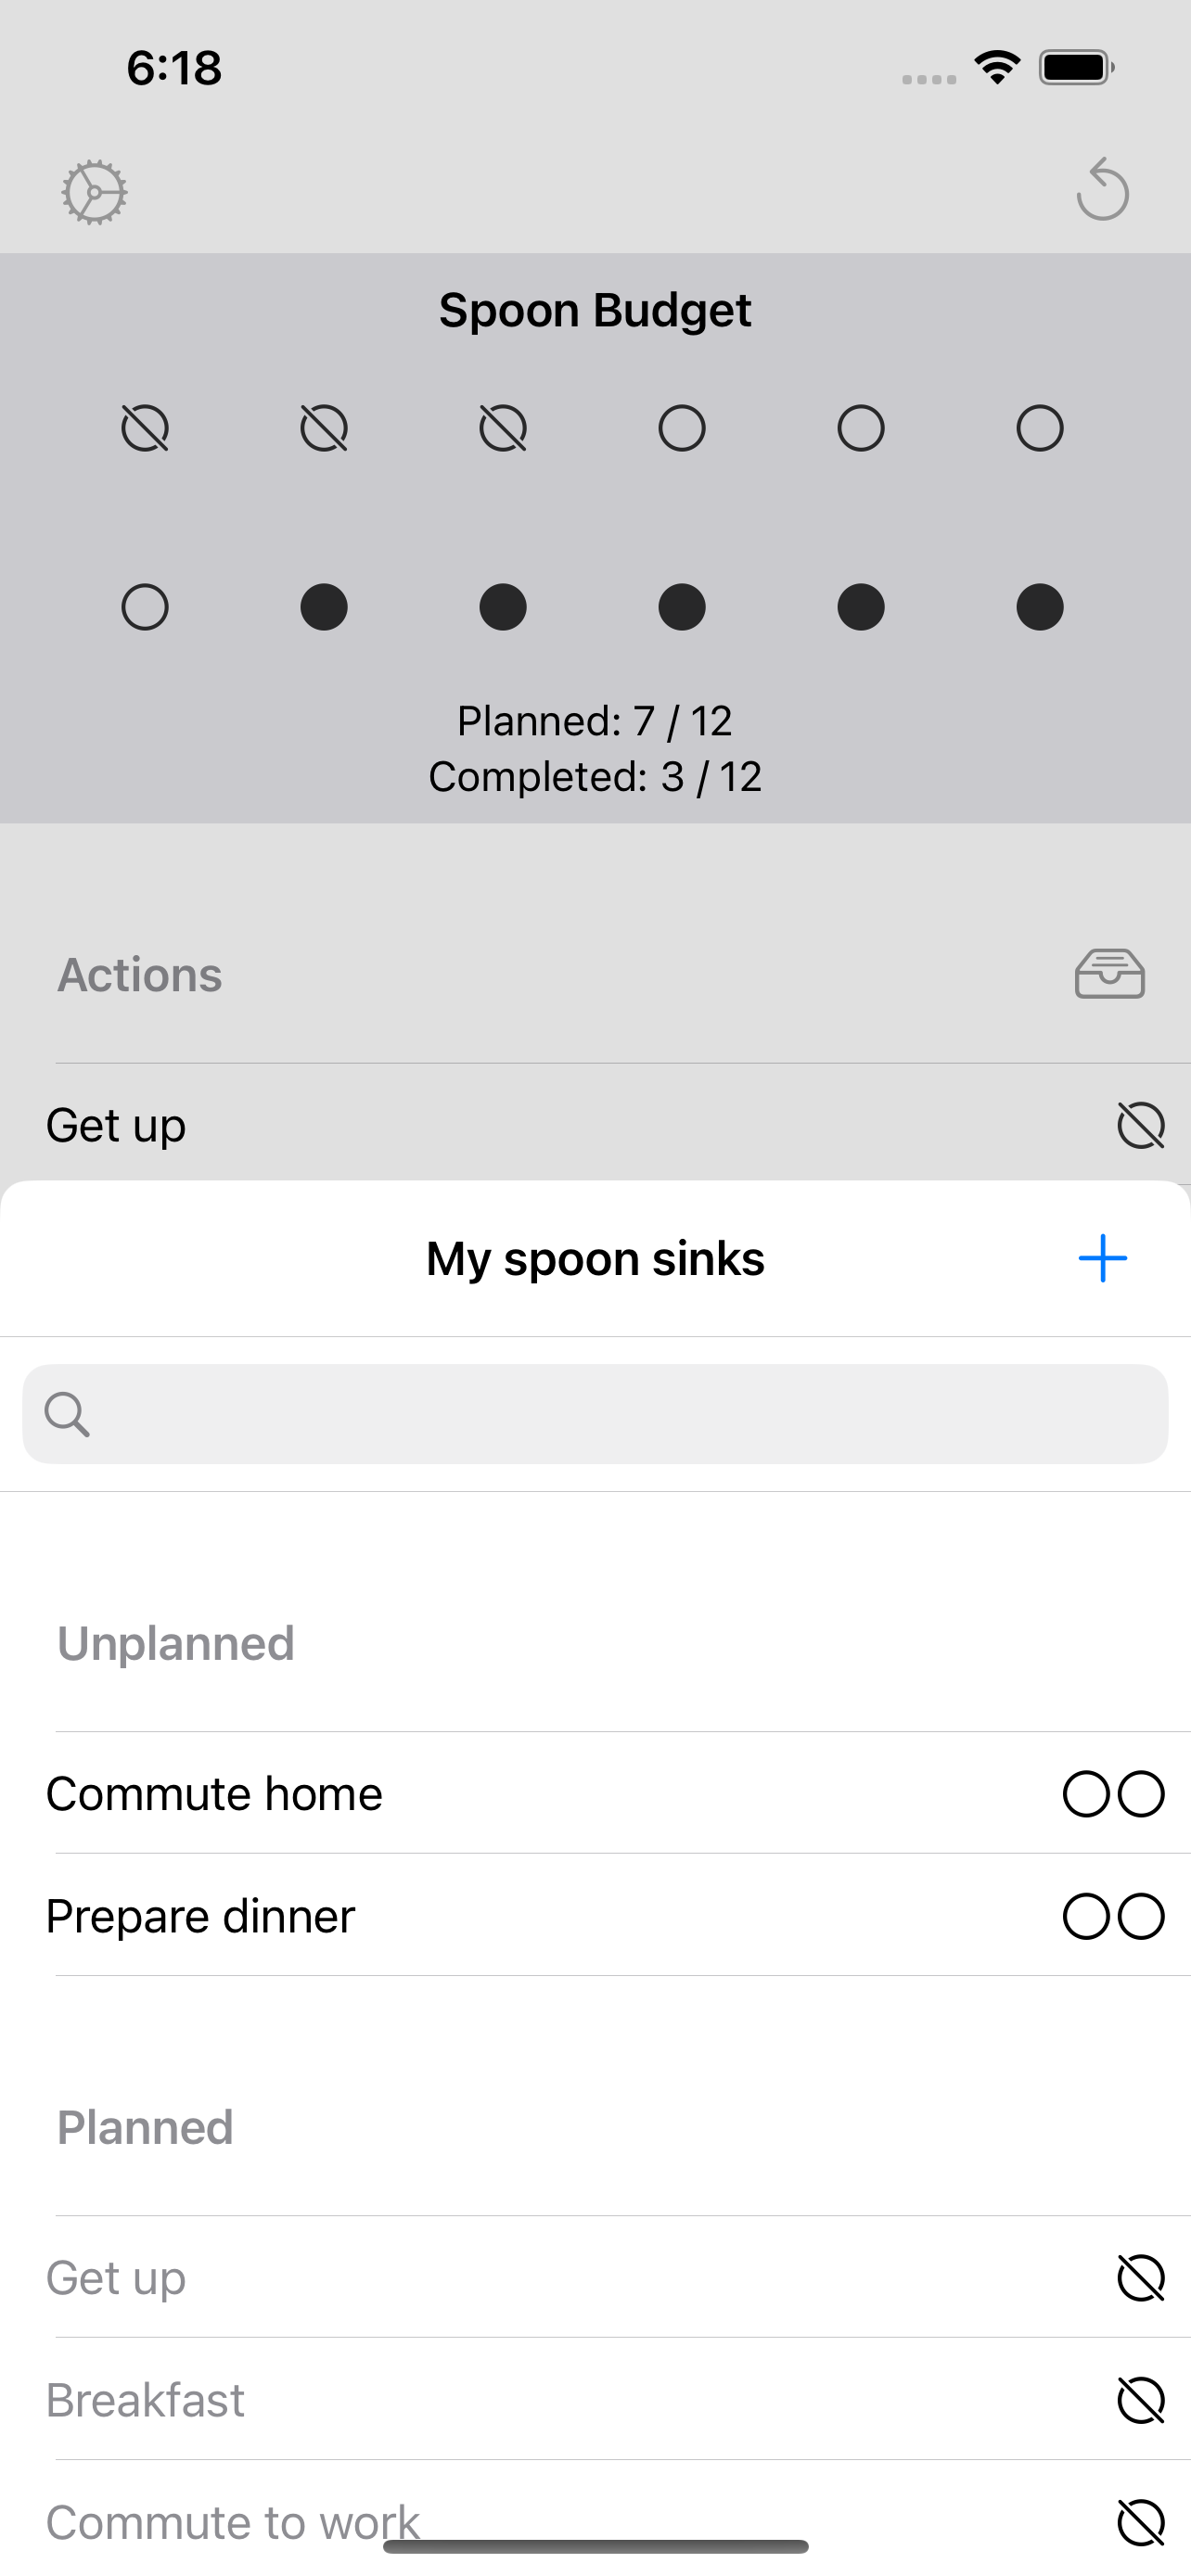 6:18
Spoon Budget
Planned: 7 / 12
Completed: 3 / 12
Actions
Get up
My spoon sinks
Unplanned
Commute home
Prepare dinner
Planned
Get up
Breakfast
Commute to work